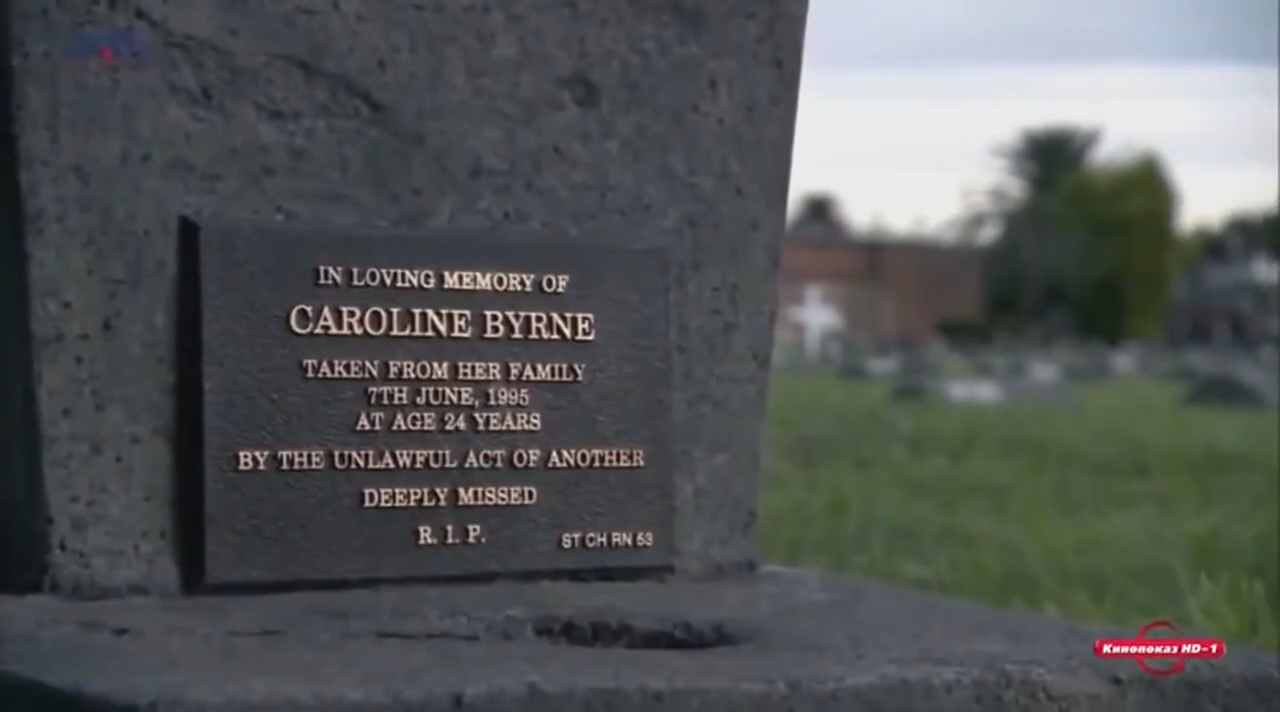 IN LOVING MEMORY OF
CAROLINE BYRNE
TAKEN FROM HER FAMILY
7TH JUNE, 1995
AT AGE 24 YEARS
BY THE UNLAWFUL ACT OF ANOTHER
DEEPLY MISSED
R. I. P.
ST CH RN 53
Кинопоказ HD-1